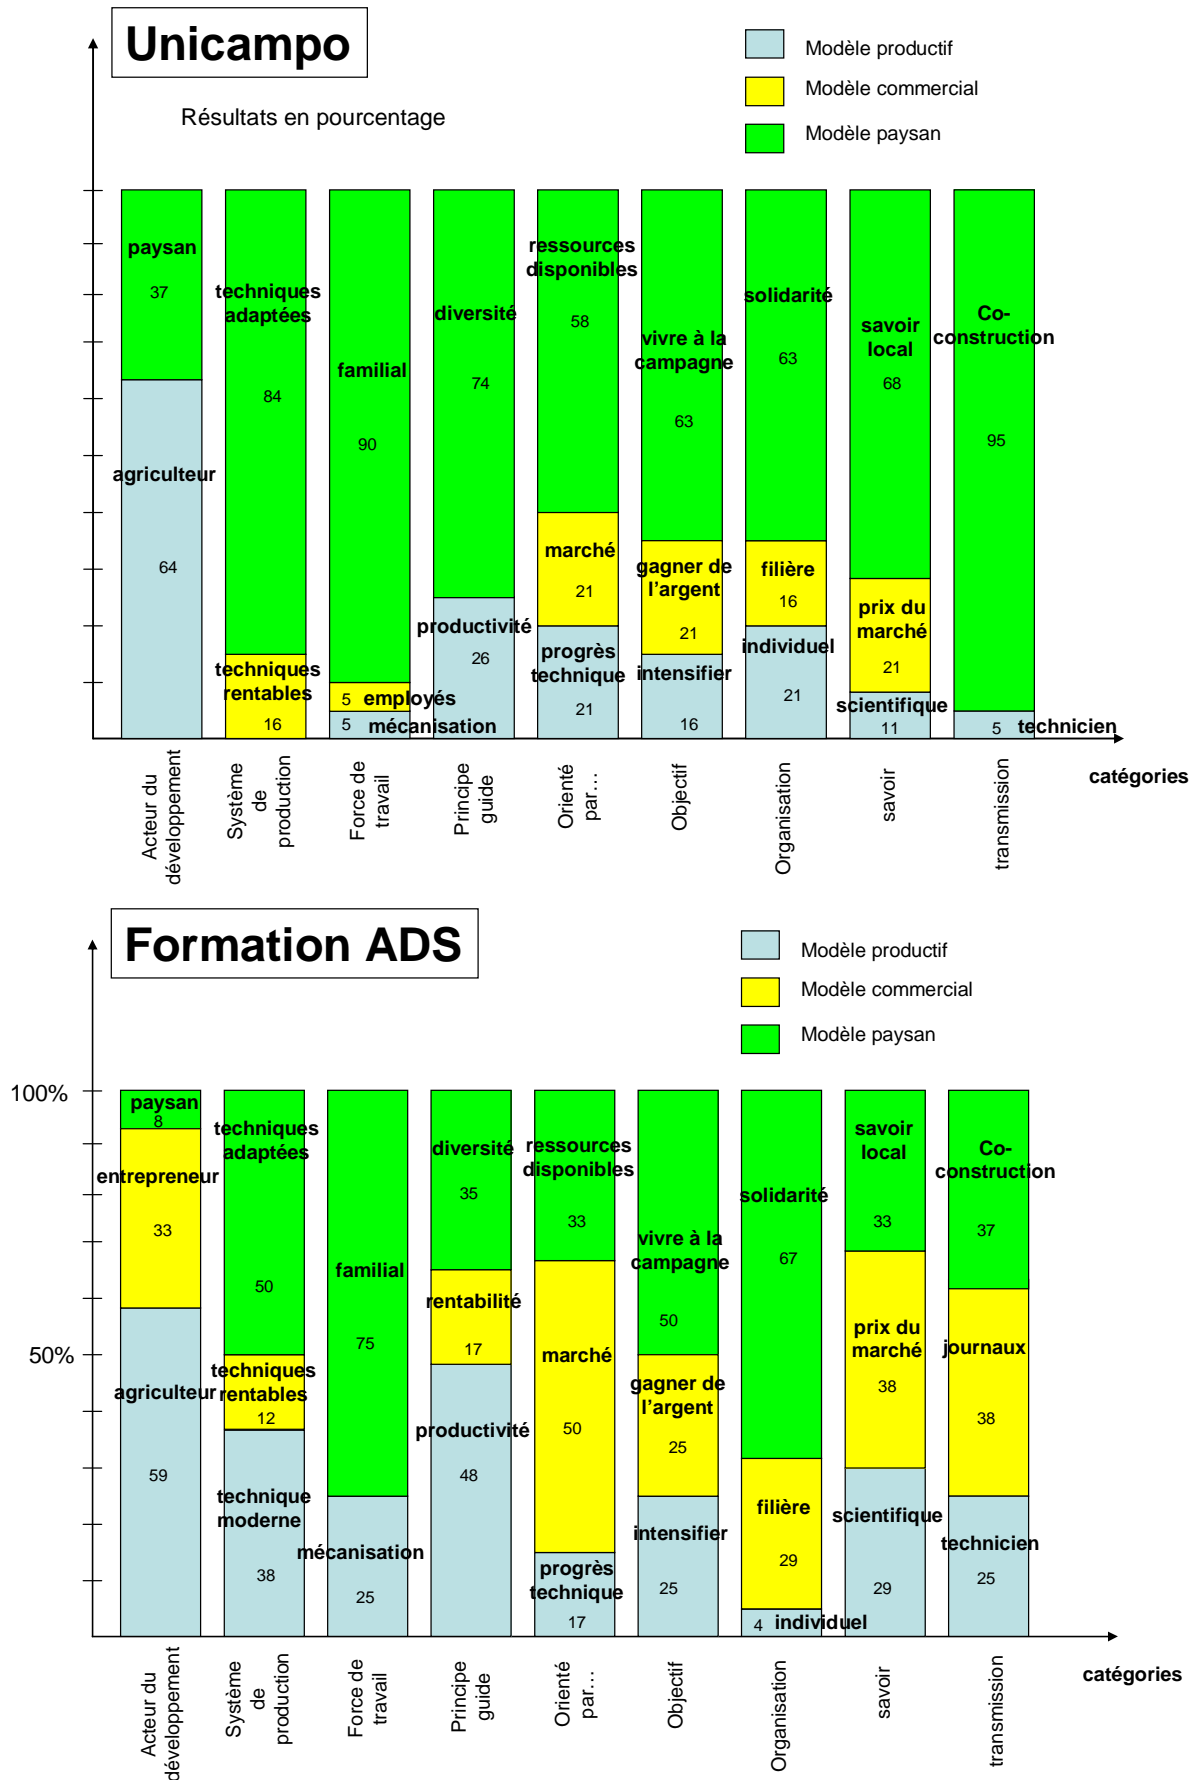 Unicampo
Résultats en pourcentage
Modèle productif
Modèle commercial
Modèle paysan
paysan
37
agriculteur
64
techniques
adaptées
84
techniques
rentables
16
familial
90
5 employés
5 mécanisation
diversité
74
productivité
26
ressources
disponibles
58
marché
21
progrès
technique
21
vivre à la
campagne
63
gagner de
l'argent
21
intensifier
16
solidarité
63
filière
16
individuel
21
savoir
local
68
prix du
marché
21
scientifique
11
Co-
construction
95
5 technicien
catégories
Acteur du
développement
Système
de
production
Force de
travail
Principe
guide
Orienté
par…
Objectif
Organisation
savoir
transmission
Formation ADS
Modèle productif
Modèle commercial
Modèle paysan
100%
50%
paysan
8
entrepreneur
33
agriculteur
59
techniques
adaptées
50
techniques
rentables
12
technique
moderne
38
familial
75
mécanisation
25
diversité
35
rentabilité
17
productivité
48
ressources
disponibles
33
marché
50
progrès
technique
17
vivre à la
campagne
50
gagner de
l'argent
25
intensifier
25
solidarité
67
filière
29
4 individuel
savoir
local
33
prix du
marché
38
scientifique
29
Co-
construction
37
journaux
38
technicien
25
catégories
Acteur du
développement
Système
de
production
Force de
travail
Principe
guide
Orienté
par…
Objectif
Organisation
savoir
transmission